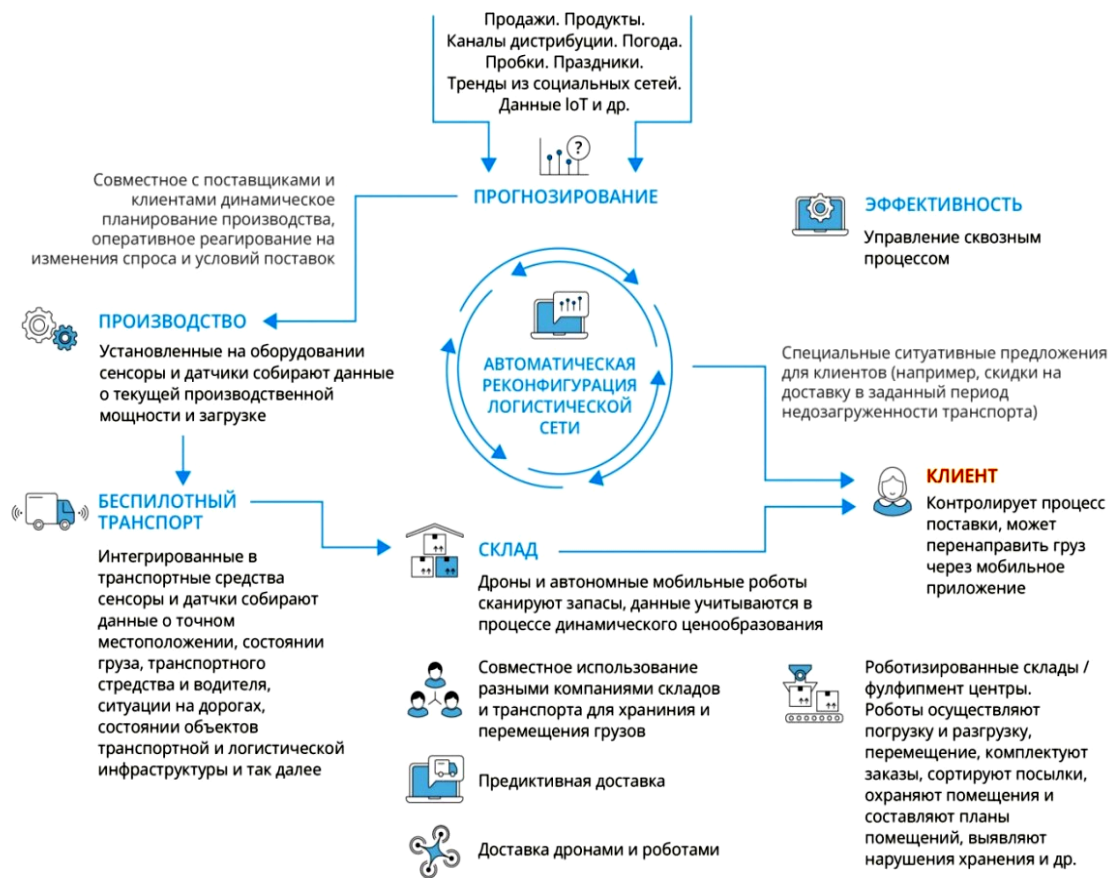 Продажи. Продукты.
Каналы дистрибуции. Погода.
Пробки. Праздники.
Тренды из социальных сетей.
Данные IoT и др.
?
ПРОГНОЗИРОВАНИЕ
Совместное с поставщиками и
клиентами динамическое
планирование производства,
оперативное реагирование на
изменения спроса и условий поставок
ЭФФЕКТИВНОСТЬ
Управление сквозным
процессом
ПРОИЗВОДСТВО
Установленные на оборудовании
сенсоры и датчики собирают данные
о текущей производственной
мощности и загрузке
АВТОМАТИЧЕСКАЯ
РЕКОНФИГУРАЦИЯ
ЛОГИСТИЧЕСКОЙ
СЕТИ
Специальные ситуативные предложения
для клиентов (например, скидки на
доставку в заданный период
недозагруженности транспорта)
БЕСПИЛОТНЫЙ
ТРАНСПОРТ
Интегрированные в
транспортные средства
сенсоры и датчки собирают
данные о точном
местоположении, состоянии
груза, транспортного
стредства и водителя,
ситуации на дорогах,
состоянии объектов
транспортной и логистической
инфраструктуры и так далее
СКЛАД
Дроны и автономные мобильные роботы
сканируют запасы, данные учитываются в
процессе динамического ценообразования
КЛИЕНТ
Контролирует процесс
поставки, может
перенаправить груз
через мобильное
приложение
Совместное использование
разными компаниями складов
и транспорта для храниния и
перемещения грузов
Предиктивная доставка
Доставка дронами и роботами
Роботизированные склады /
фулфипмент центры.
Роботы осуществляют
погрузку и разгрузку,
перемещение, комплектуют
заказы, сортируют посылки,
охраняют помещения и
составляют планы
помещений, выявляют
нарушения хранения и др.